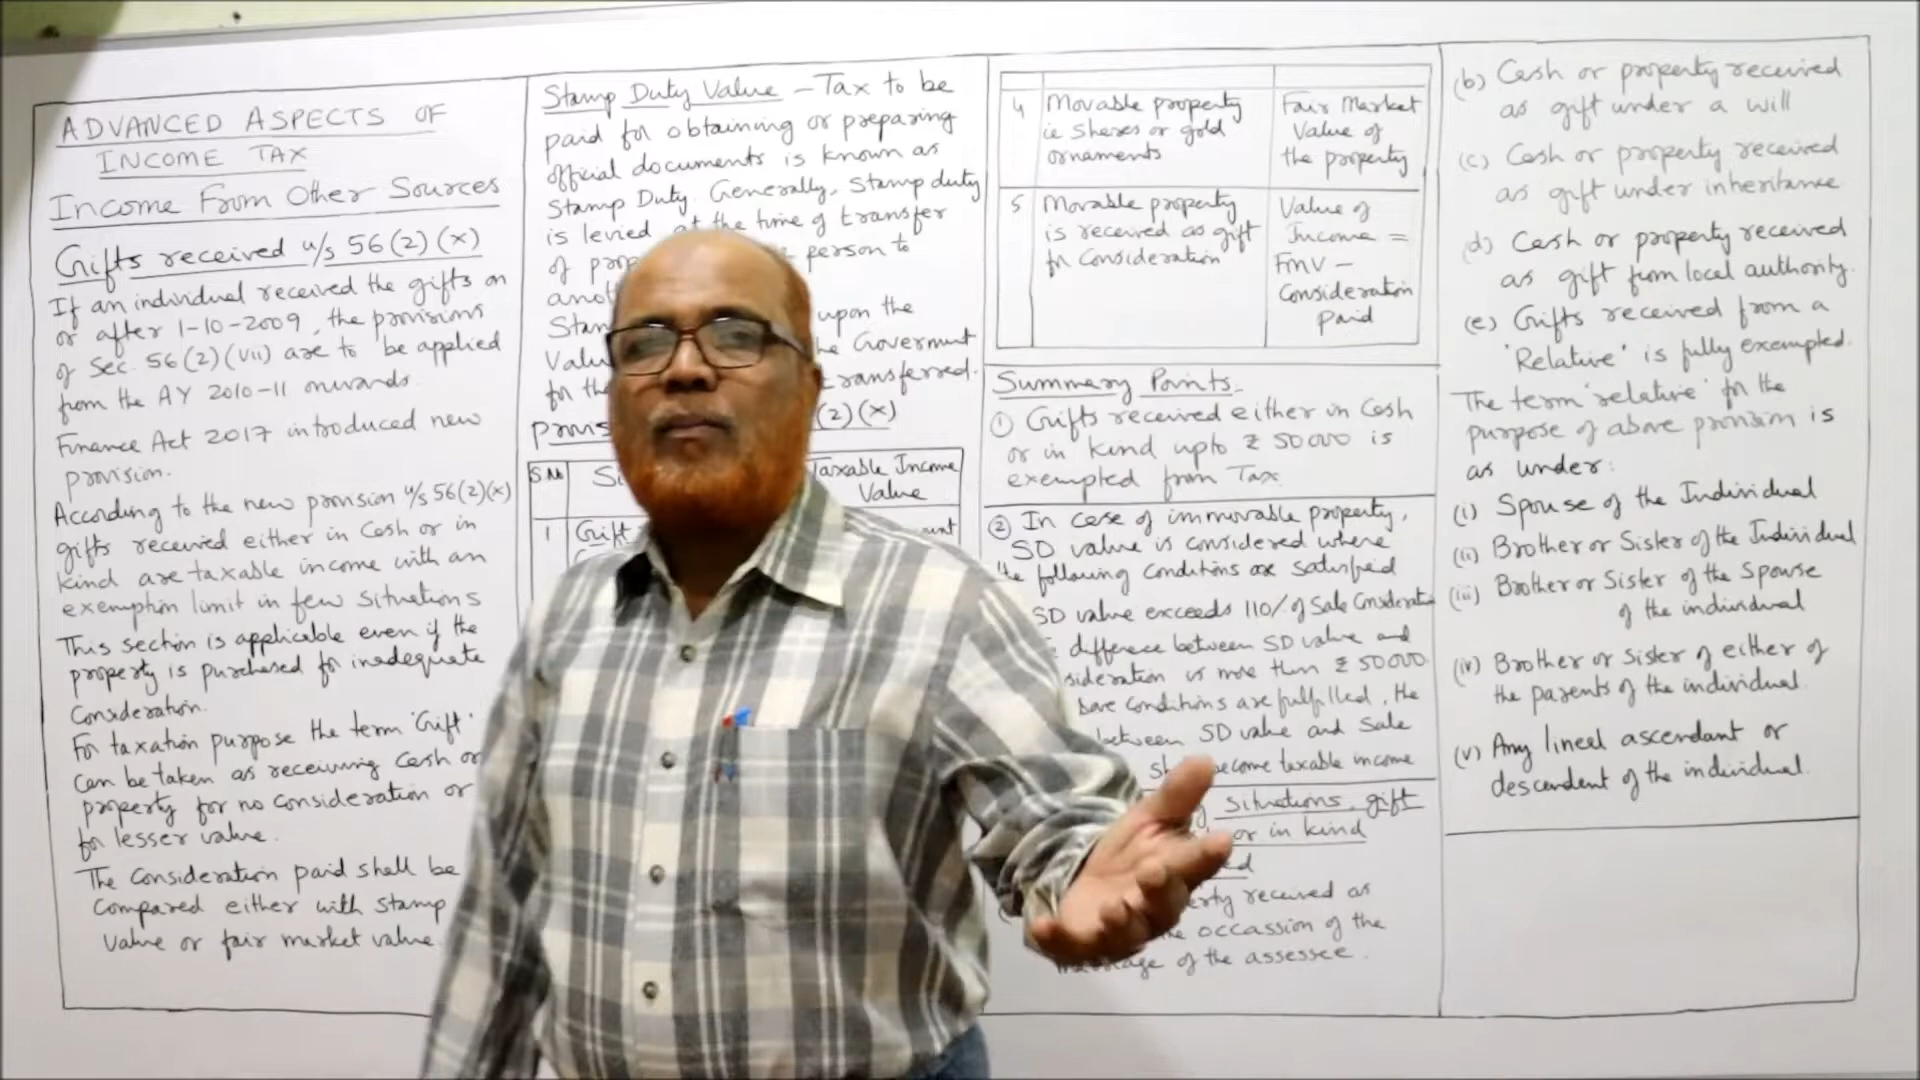 ADVANCED ASPECTS OF
INCOME TAX
Income From Other Sources
Gifts received u/s 56(2)(x)
If an individual received the gifts on
or after 1-10-2009, the provisions
of Sec. 56(2)(vii) are to be applied
from the AY 2010-11 onwards.
Finance Act 2017 introduced new
provision.
According to the new provision u/s 56(2)(x)
gifts received either in Cash or in
kind are taxable income with an
exemption limit in few situations
This section is applicable even if the
property is purchased for inadequate
Consideration.
For taxation purpose the term 'Gift'
can be taken as receiving Cash or
property for no consideration or
for lesser value.
The Consideration paid shall be
Compared either with stamp
value or fair market value.
Stamp Duty Value - Tax to be
paid for obtaining or preparing
official documents is known as
Stamp Duty. Generally, Stamp duty
is levied at the time of transfer
of person to
upon the
the Goverment
for the transferred.
(2)(x)
S.No Taxable Income
Value
1 Gift
4 Movable property Fair Market
ie Shares or gold Value of
ornaments the property
5 Movable property Value of
is received as gift Income =
for Consideration FMV -
Consideration
paid
Summary Points
① Gifts received either in Cash
or in kind upto ₹ 50000 is
exempted from Tax
② In case of immovable property,
SD value is considered where
the following Conditions are satisfied
SD value exceeds 110% of Sale Consideration
difference between SD value and
is more than ₹ 50000.
Conditions are fulfilled, the
between SD value and Sale
become taxable income
situations, gift
or in kind
received as
occassion of the
marriage of the assessee.
(b) Cash or property received
as gift under a will
(c) Cash or property received
as gift under inheritance
(d) Cash or property received
as gift from local authority.
(e) Gifts received from a
'Relative' is fully exempted.
The term 'relative' for the
purpose of above provision is
as under:
(i) Spouse of the Individual
(ii) Brother or Sister of the Individual
(iii) Brother or Sister of the Spouse
of the individual
(iv) Brother or Sister of either of
the parents of the individual.
(v) Any lineel ascendant or
descendent of the individual.